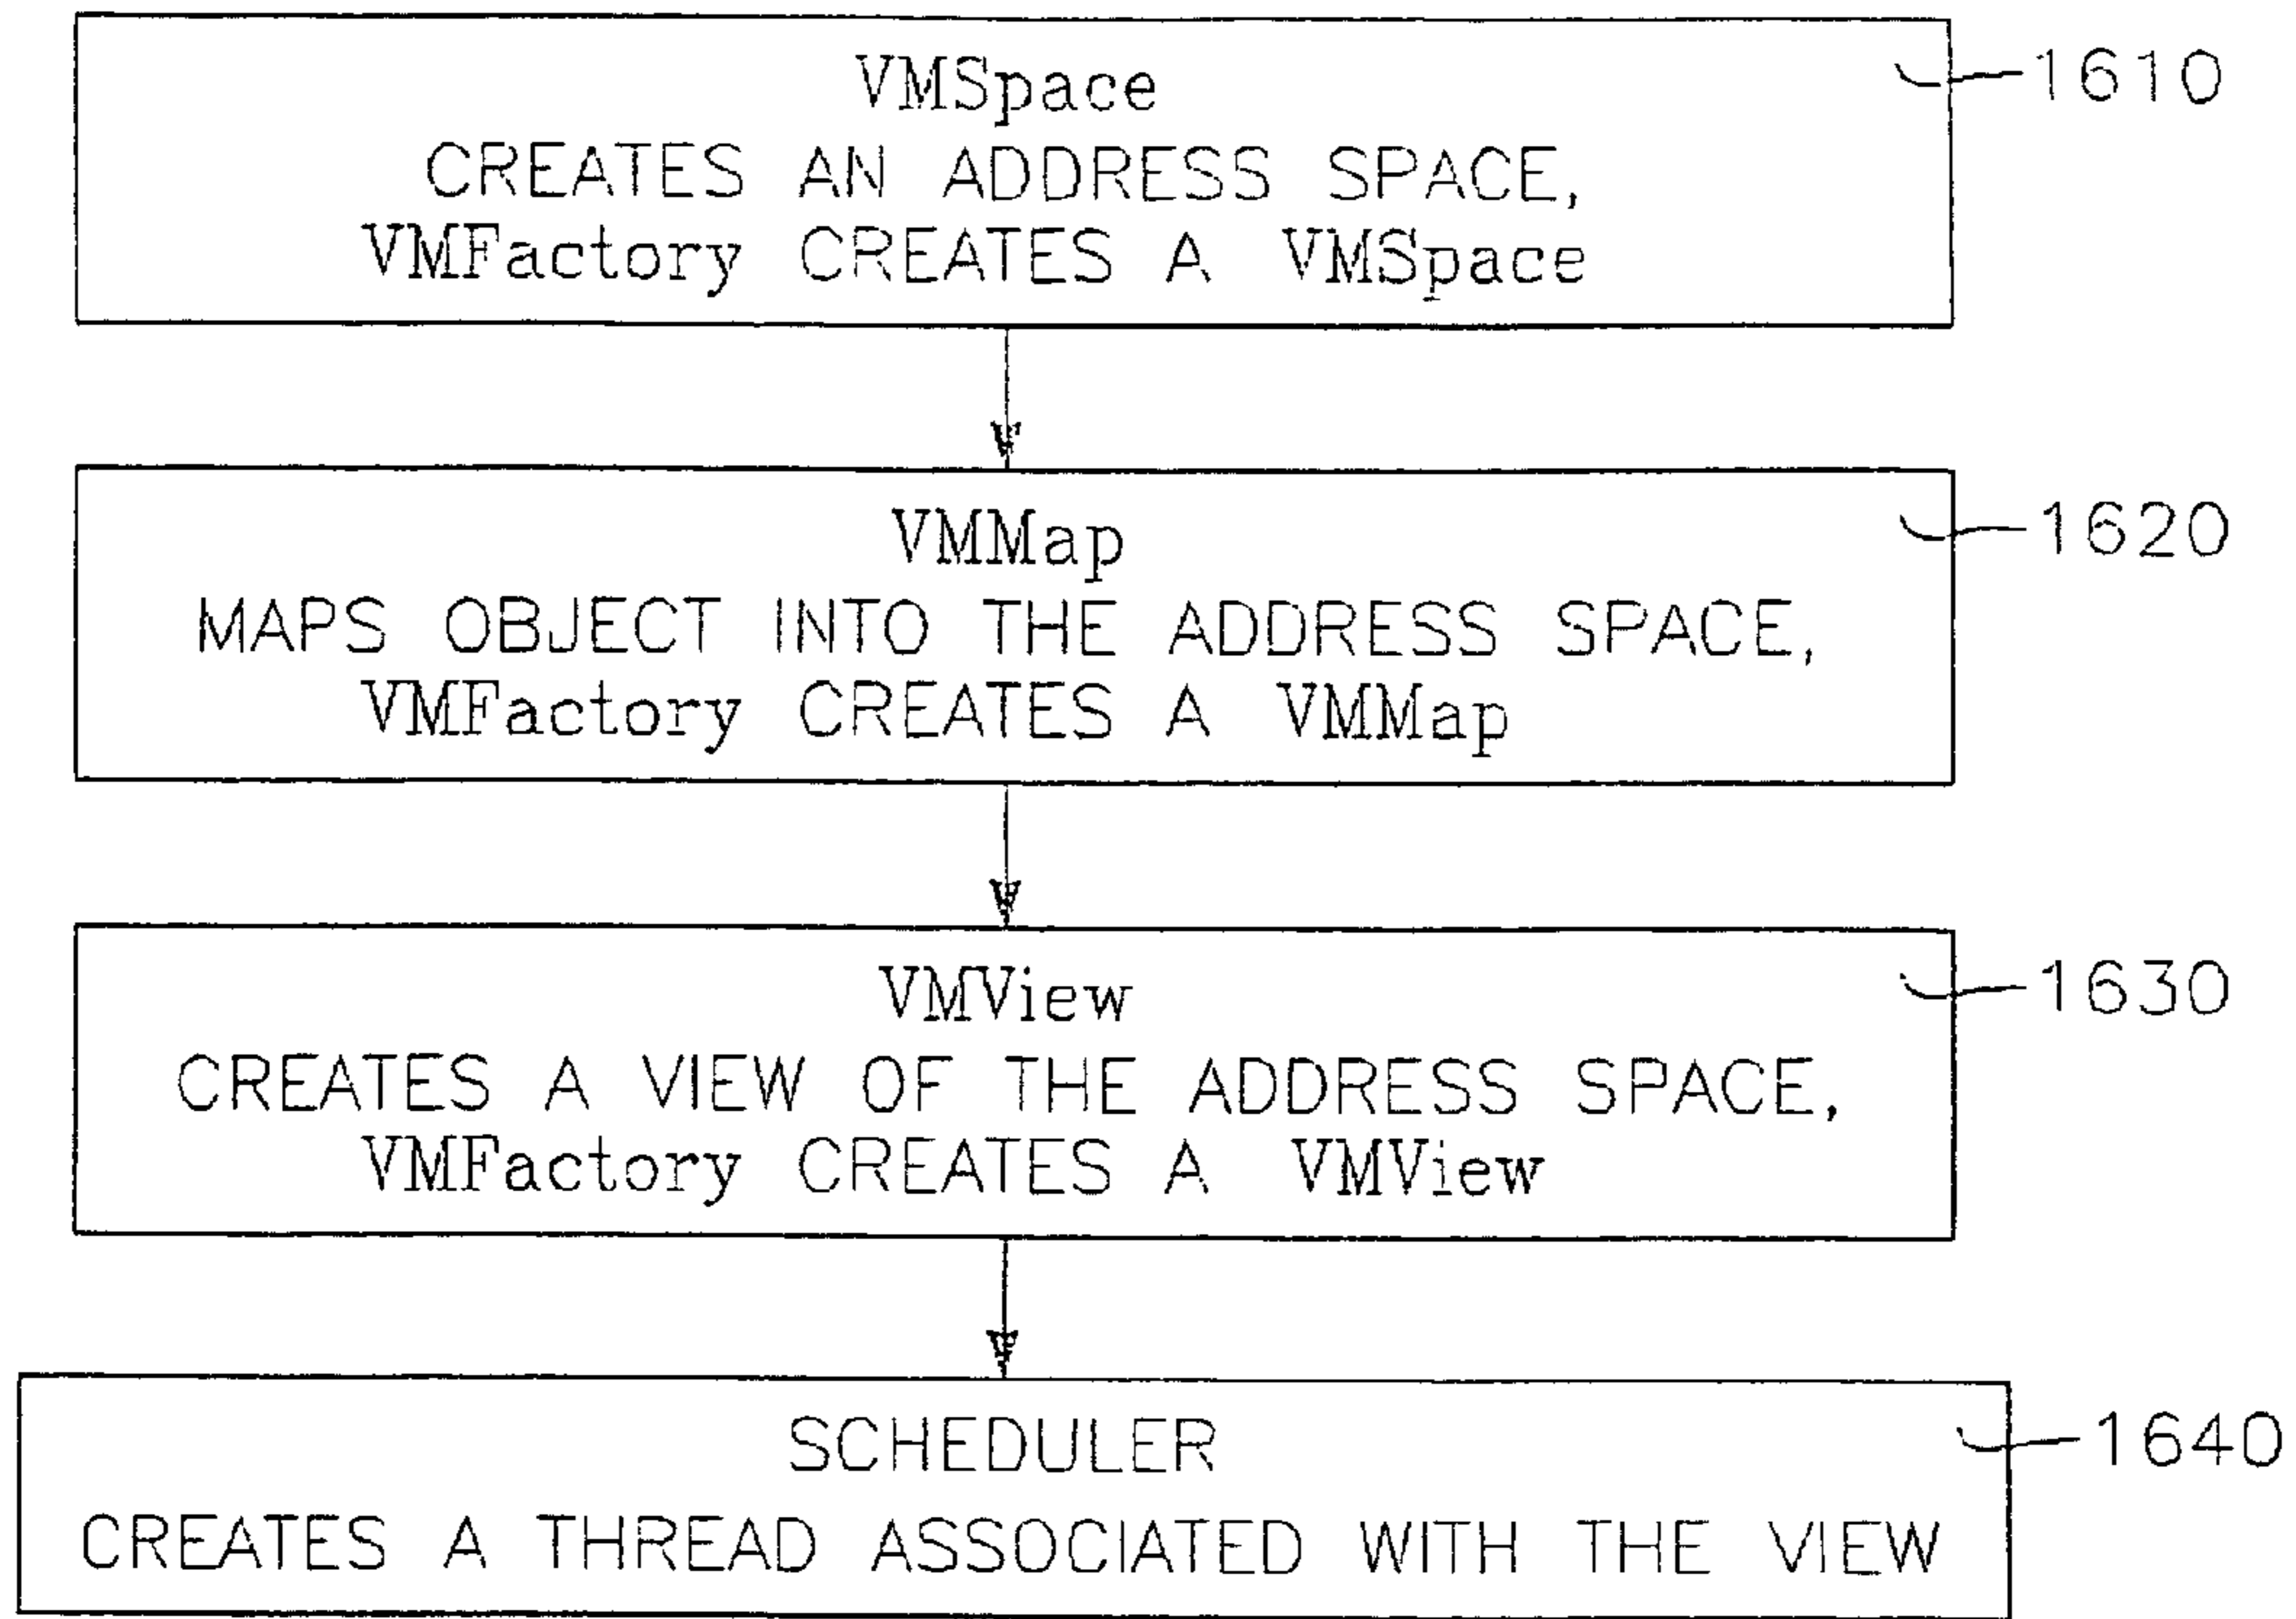 VMSpace
1610
CREATES AN ADDRESS SPACE,
VMFactory CREATES A VMSpace
VMMap
1620
MAPS OBJECT INTO THE ADDRESS SPACE,
VMFactory CREATES A VMMap
VMView
1630
CREATES A VIEW OF THE ADDRESS SPACE,
VMFactory CREATES A VMView
SCHEDULER
1640
CREATES A THREAD ASSOCIATED WITH THE VIEW